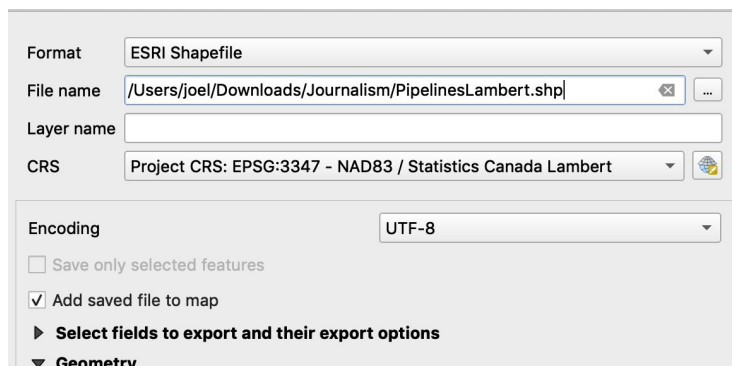 Format ESRI Shapefile
File name /Users/joel/Downloads/Journalism/PipelinesLambert.shp ...
Layer name
CRS Project CRS: EPSG:3347 - NAD83 / Statistics Canada Lambert
Encoding UTF-8
Save only selected features
Add saved file to map
Select fields to export and their export options
Geometry